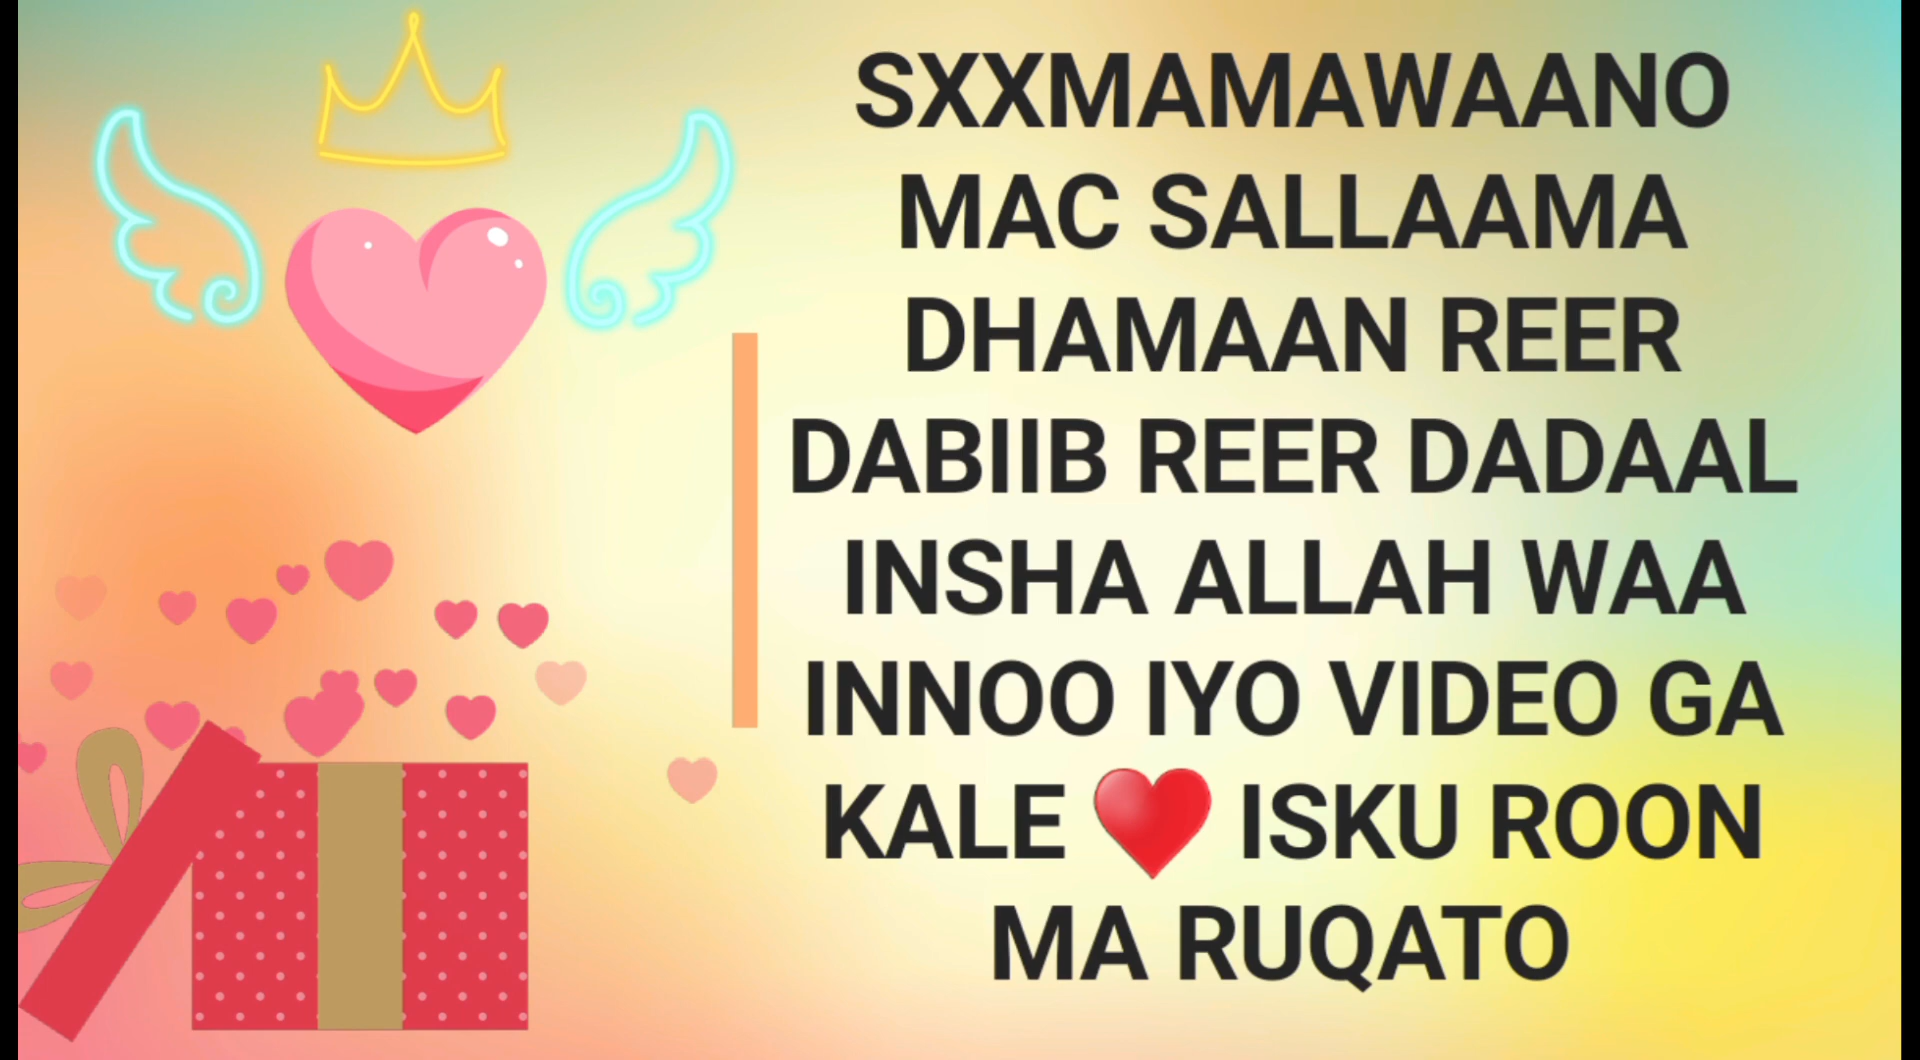 SXXMAMAWAANO
MAC SALLAAMA
DHAMAAN REER
DABIIB REER DADAAL
INSHA ALLAH WAA
INNOO IYO VIDEO GA
KALE ❤️ ISKU ROON
MA RUQATO